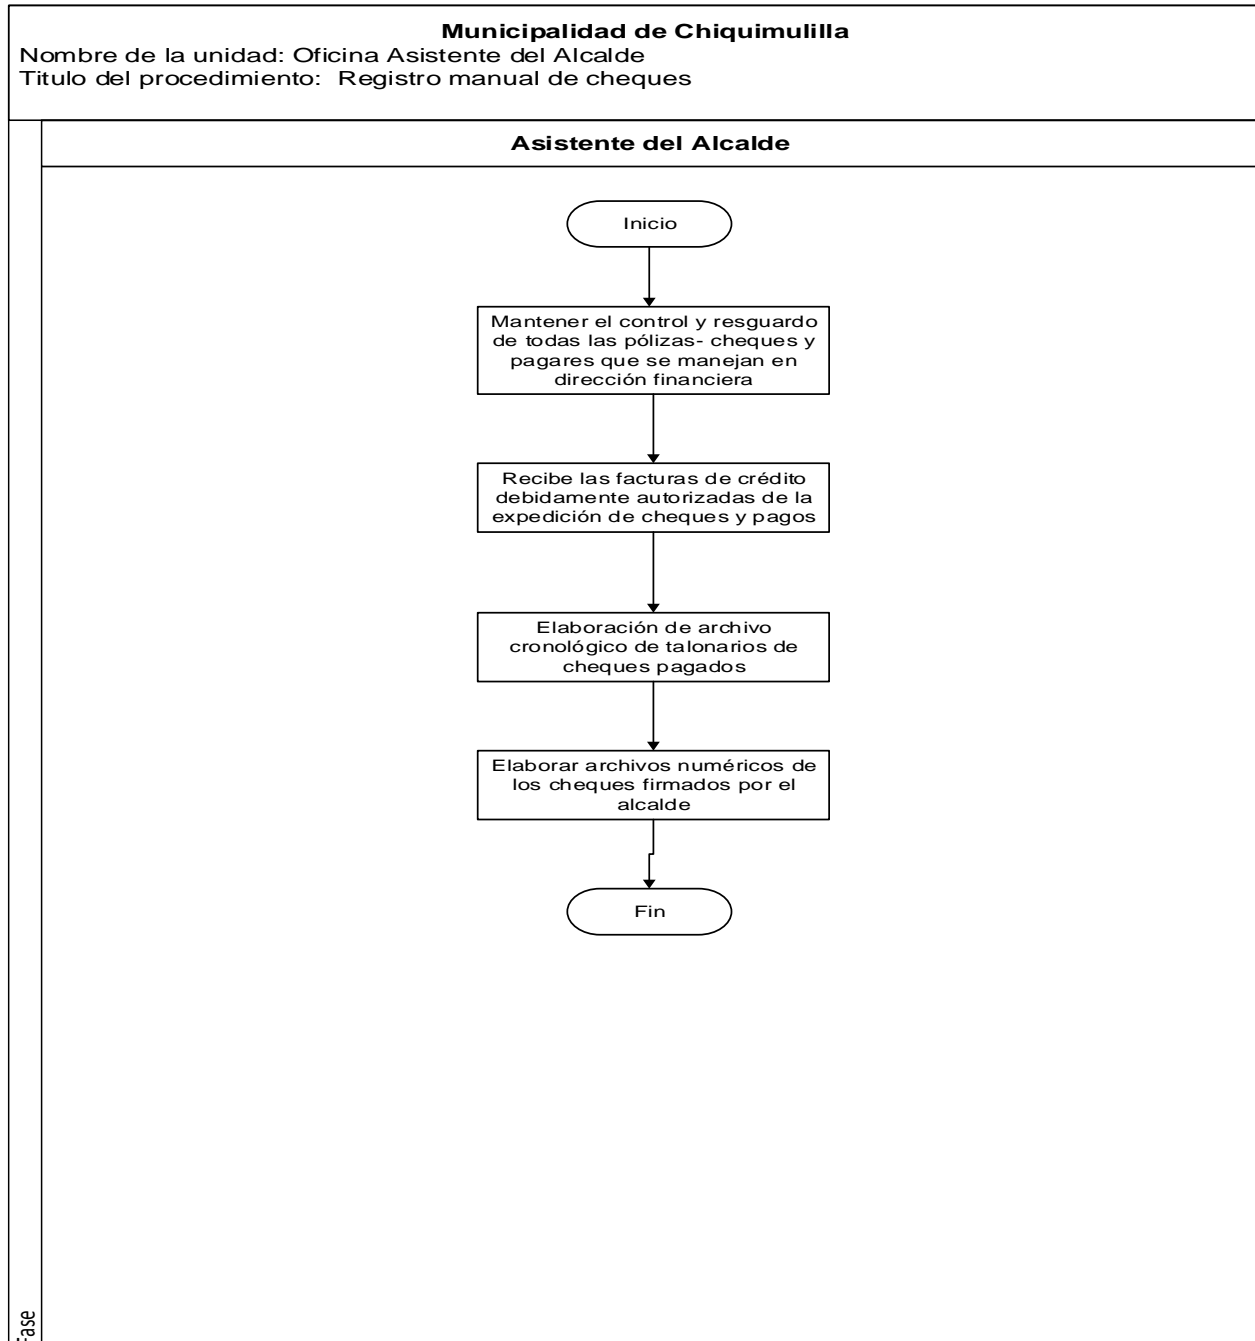 Municipalidad de Chiquimulilla
Nombre de la unidad: Oficina Asistente del Alcalde
Titulo del procedimiento:  Registro manual de cheques
Asistente del Alcalde
Inicio
Mantener el control y resguardo
de todas las pólizas- cheques y
pagares que se manejan en
dirección financiera
Recibe las facturas de crédito
debidamente autorizadas de la
expedición de cheques y pagos
Elaboración de archivo
cronológico de talonarios de
cheques pagados
Elaborar archivos numéricos de
los cheques firmados por el
alcalde
Fin
Fase